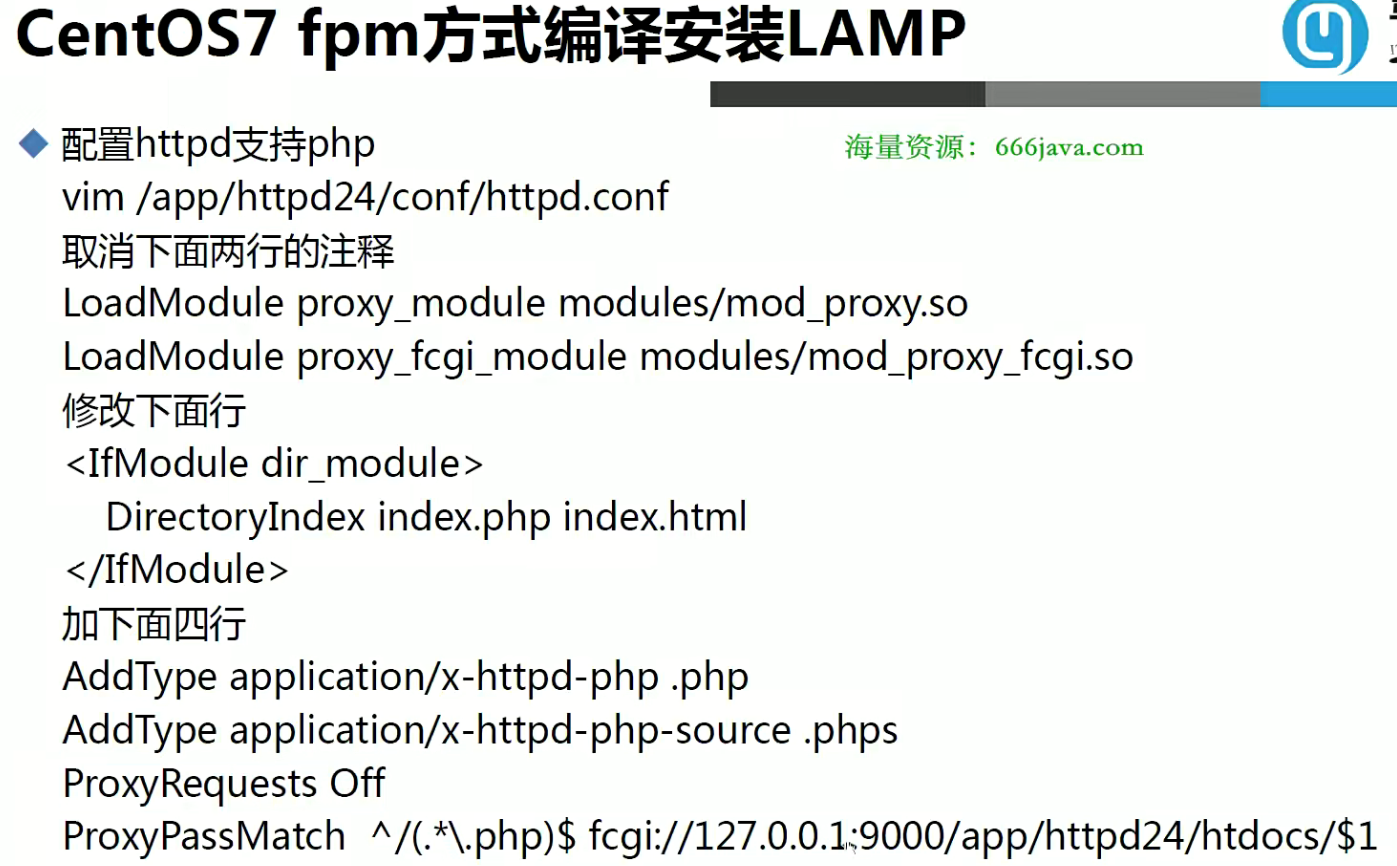 CentOS7 fpm方式编译安装LAMP
配置httpd支持php
海量资源：666java.com
vim /app/httpd24/conf/httpd.conf
取消下面两行的注释
LoadModule proxy_module modules/mod_proxy.so
LoadModule proxy_fcgi_module modules/mod_proxy_fcgi.so
修改下面行
<IfModule dir_module>
DirectoryIndex index.php index.html
</IfModule>
加下面四行
AddType application/x-httpd-php .php
AddType application/x-httpd-php-source .phps
ProxyRequests Off
ProxyPassMatch ^/(.*\.php)$ fcgi://127.0.0.1:9000/app/httpd24/htdocs/$1